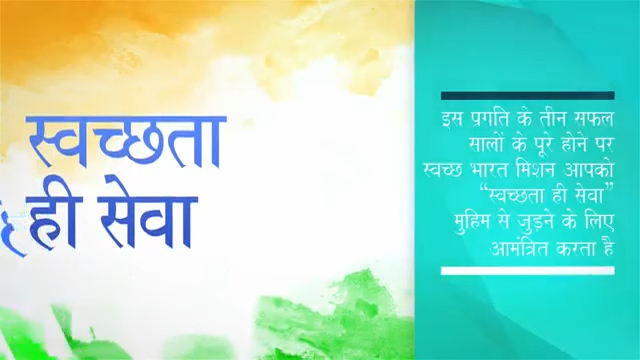 स्वच्छता
ही सेवा
इस प्रगति के तीन सफल
सालों के पूरे होने पर
स्वच्छ भारत मिशन आपको
“स्वच्छता ही सेवा”
मुहिम से जुड़ने के लिए
आमंत्रित करता है